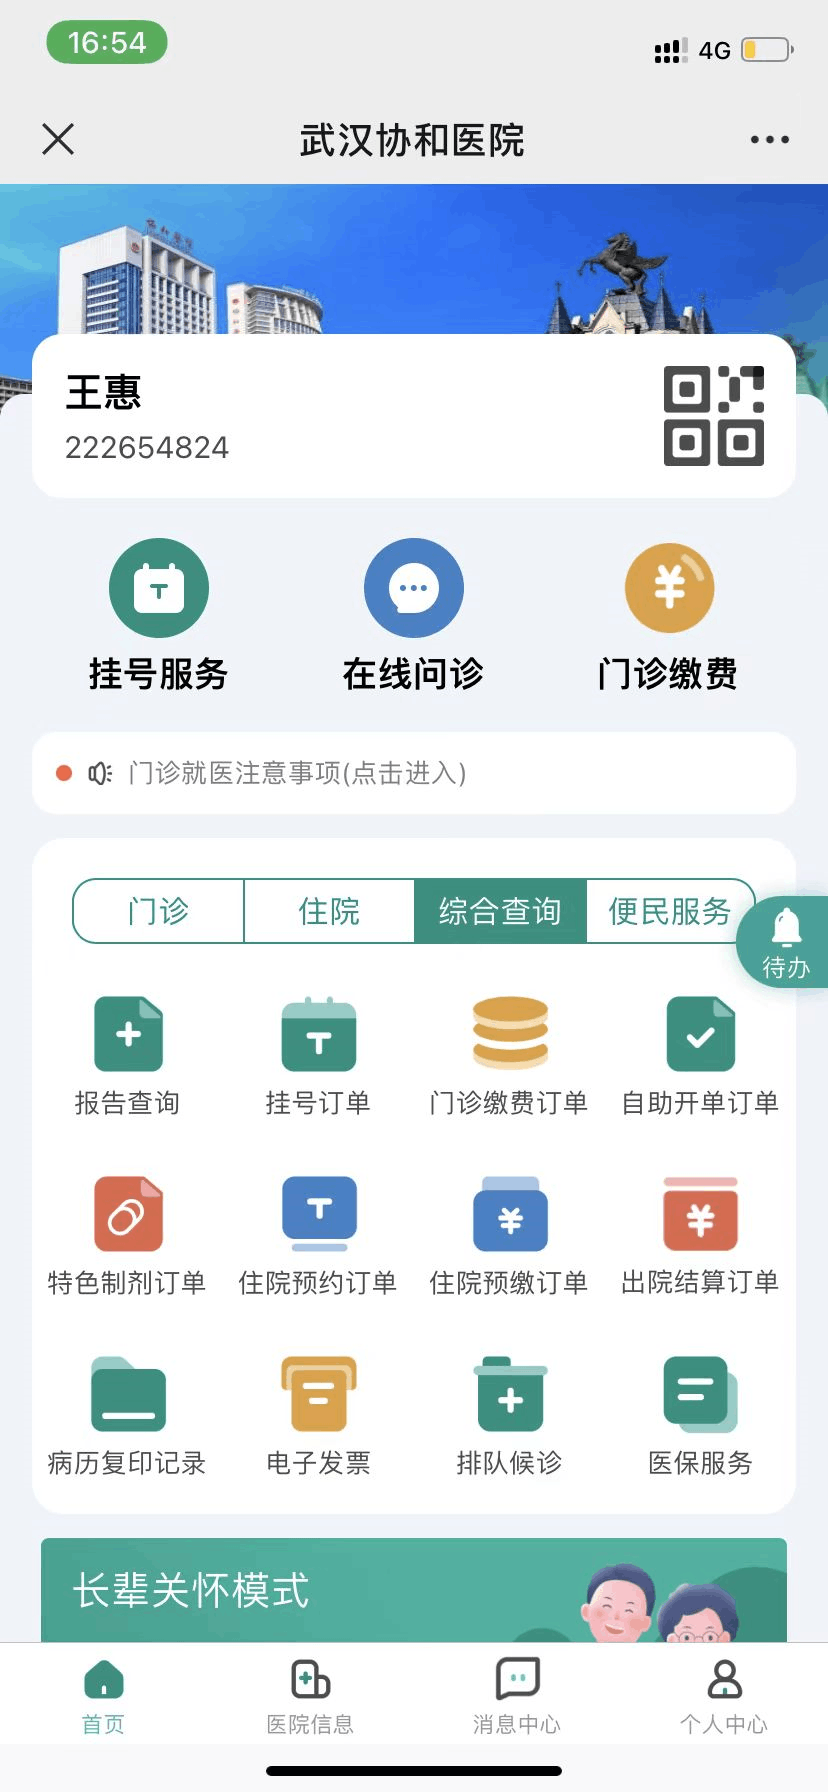 16:54
4G
武汉协和医院
王惠
222654824
挂号服务 在线问诊 门诊缴费
门诊就医注意事项(点击进入)
门诊 住院 综合查询 便民服务
待办
报告查询 挂号订单 门诊缴费订单 自助开单订单
特色制剂订单 住院预约订单 住院预缴订单 出院结算订单
病历复印记录 电子发票 排队候诊 医保服务
长辈关怀模式
首页 医院信息 消息中心 个人中心